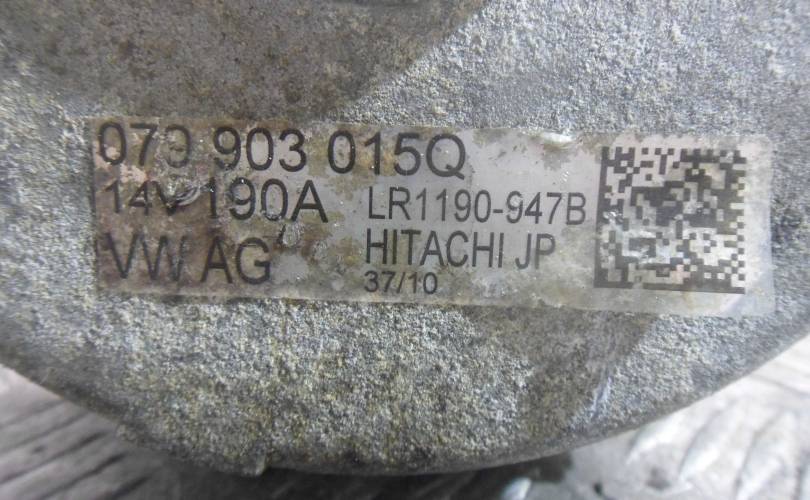 079 903 015Q
14V 190A LR1190-947B
VW AG HITACHI JP
37/10